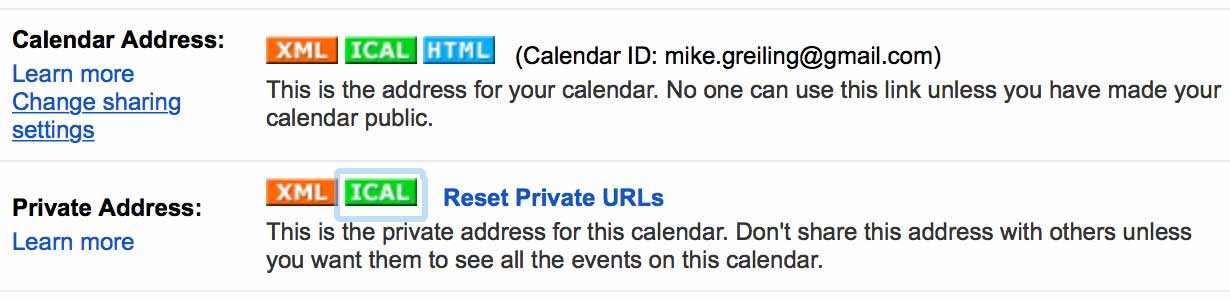 Calendar Address:
Learn more
Change sharing
settings
XML ICAL HTML (Calendar ID: mike.greiling@gmail.com)
This is the address for your calendar. No one can use this link unless you have made your
calendar public.
Private Address:
Learn more
XML ICAL Reset Private URLs
This is the private address for this calendar. Don't share this address with others unless
you want them to see all the events on this calendar.